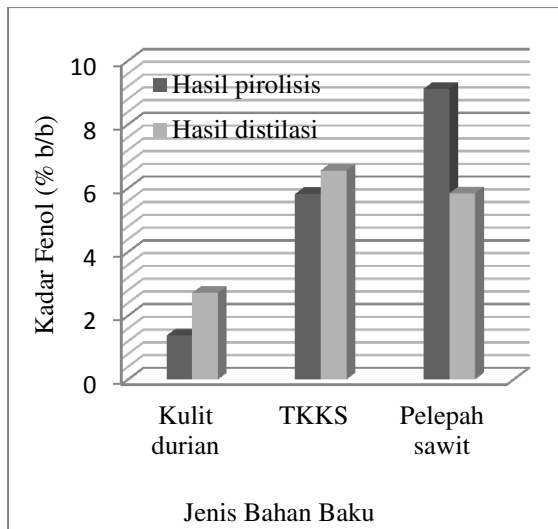 10
8
6
4
2
0
Kadar Fenol (% b/b)
Hasil pirolisis
Hasil distilasi
Kulit
durian
TKKS
Pelepah
sawit
Jenis Bahan Baku